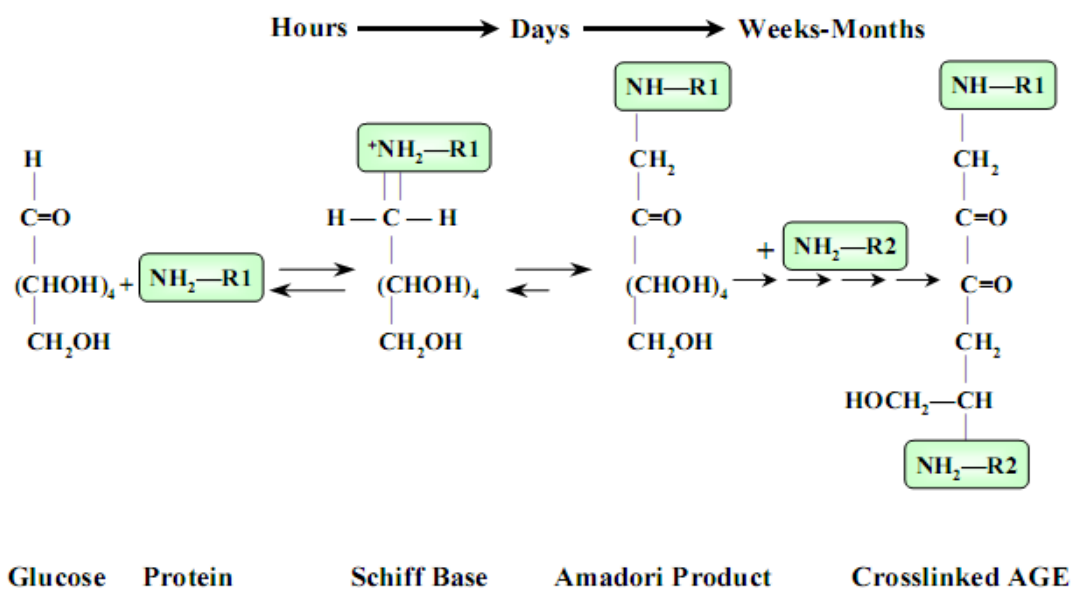 Hours → Days → Weeks-Months
NH—R1
NH—R1
⁺NH₂—R1
H
CH₂
CH₂
C=O
H—C—H
C=O
C=O
+ NH₂—R2
(CHOH)₄ + NH₂—R1
(CHOH)₄
(CHOH)₄
C=O
CH₂OH
CH₂OH
CH₂OH
CH₂
HOCH₂—CH
NH₂—R2
Glucose Protein Schiff Base Amadori Product Crosslinked AGE